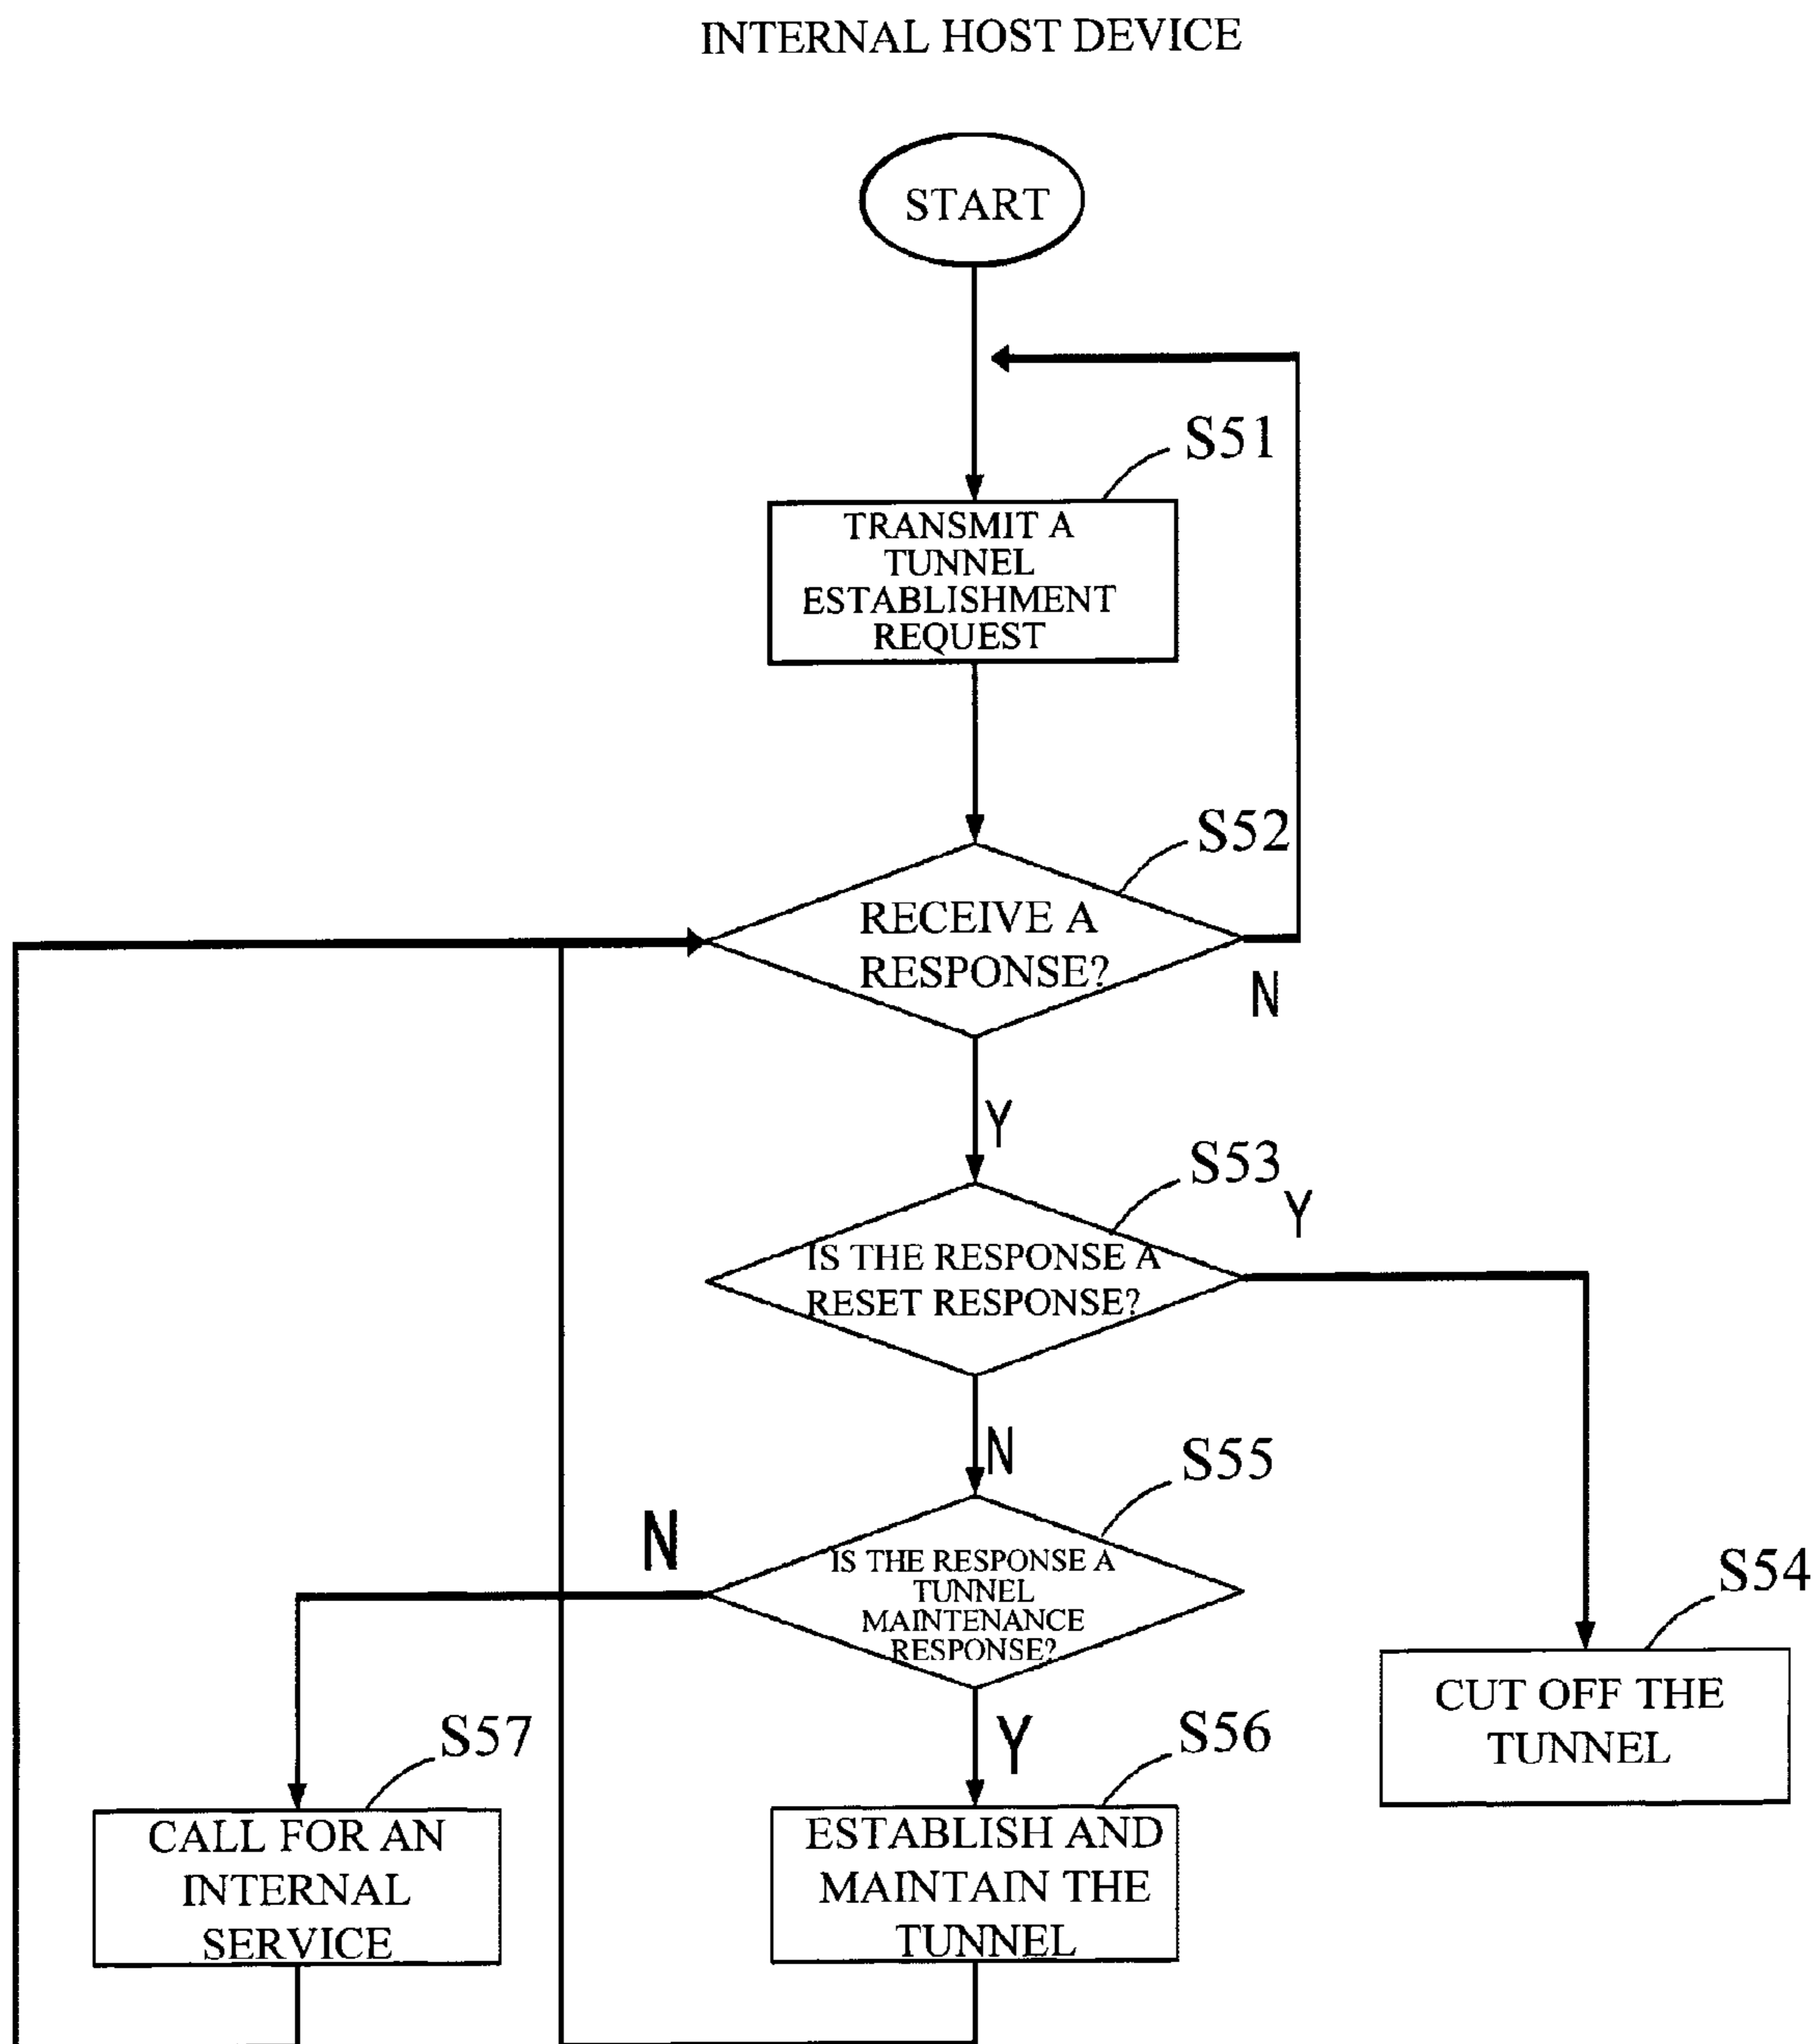 INTERNAL HOST DEVICE
START
S51
TRANSMIT A
TUNNEL
ESTABLISHMENT
REQUEST
S52
RECEIVE A
RESPONSE?
N
Y
S53
Y
IS THE RESPONSE A
RESET RESPONSE?
N
S55
N
IS THE RESPONSE A
TUNNEL
MAINTENANCE
RESPONSE?
S54
CUT OFF THE
TUNNEL
S57
Y
S56
CALL FOR AN
INTERNAL
SERVICE
ESTABLISH AND
MAINTAIN THE
TUNNEL